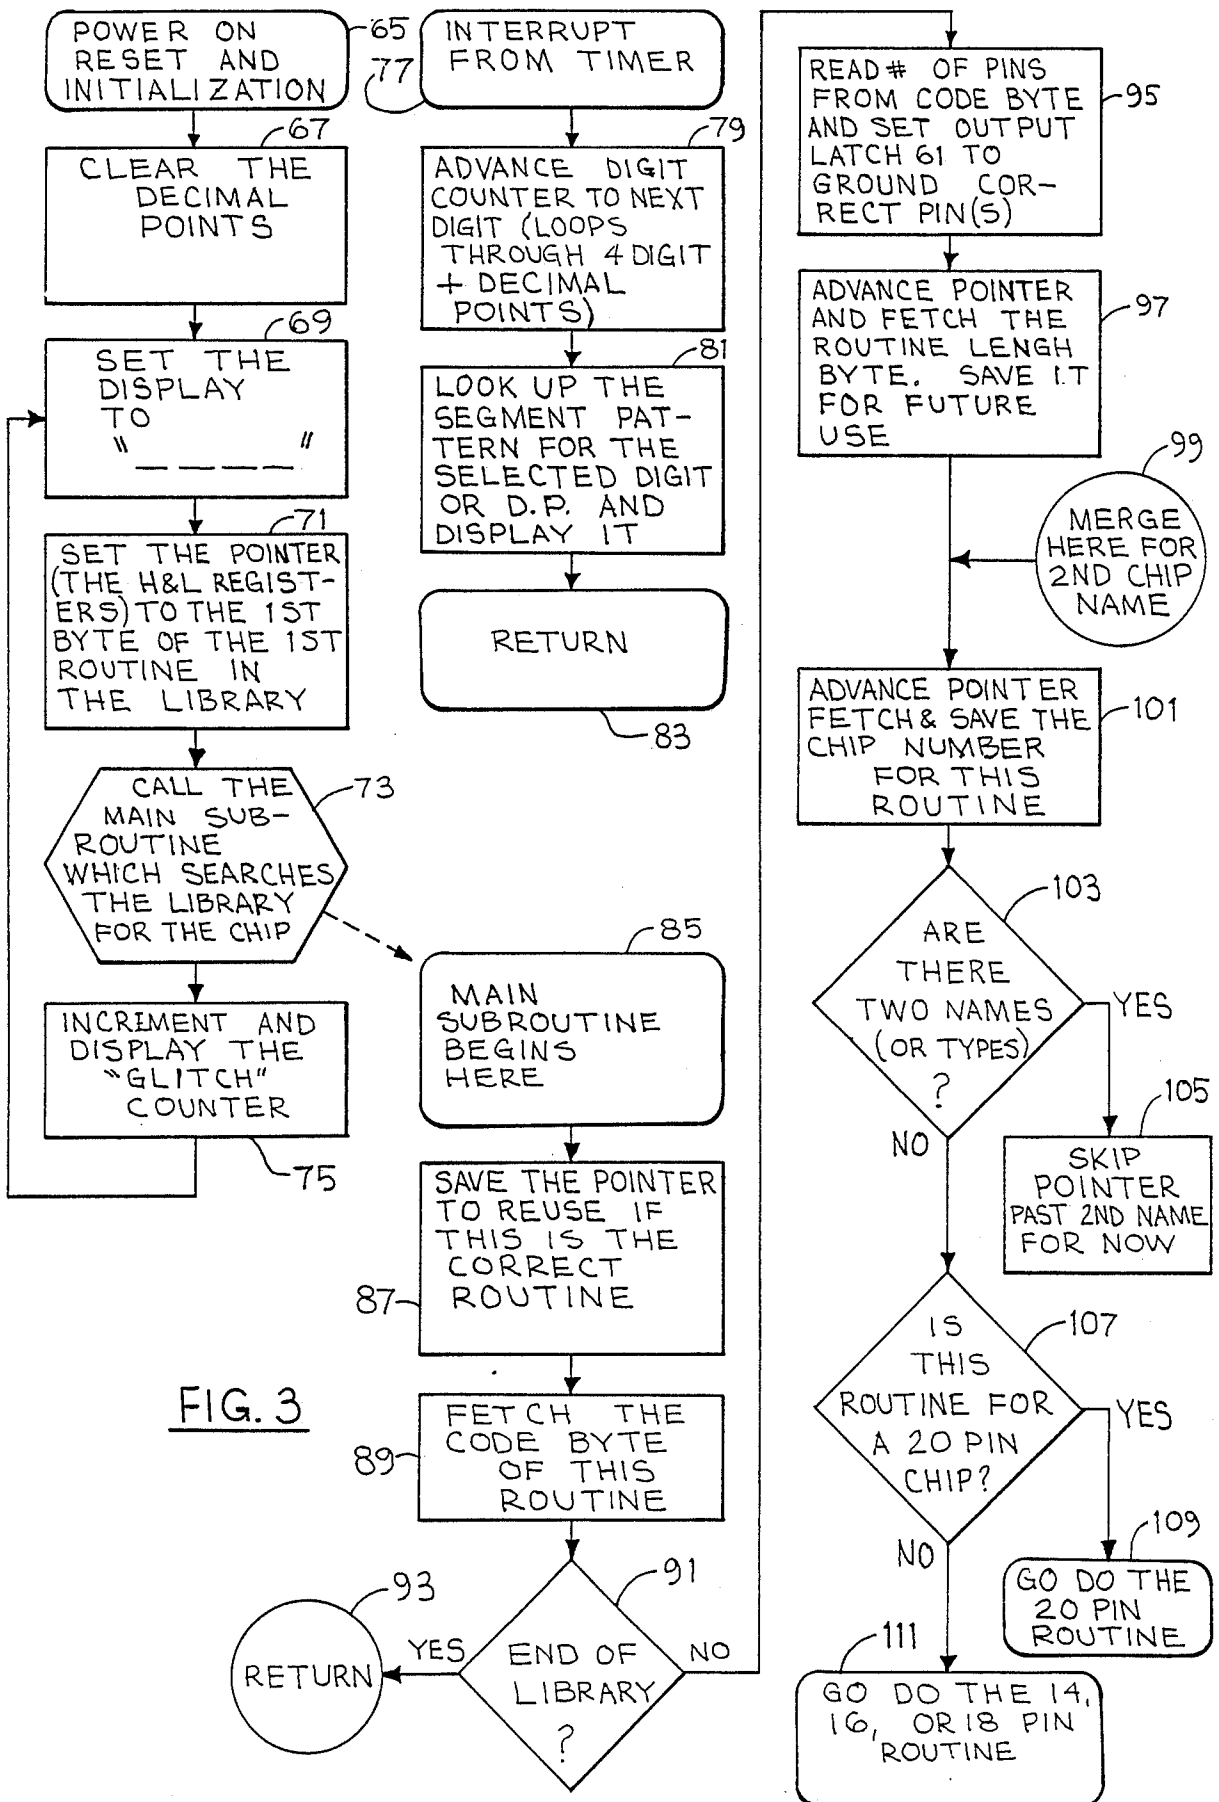 POWER ON
RESET AND
INITIALIZATION
65
67
CLEAR THE
DECIMAL
POINTS
69
SET THE
DISPLAY
TO
"____"
71
SET THE POINTER
(THE H&L REGIST-
ERS) TO THE 1ST
BYTE OF THE 1ST
ROUTINE IN
THE LIBRARY
73
CALL THE
MAIN SUB-
ROUTINE
WHICH SEARCHES
THE LIBRARY
FOR THE CHIP
INCRIMENT AND
DISPLAY THE
"GLITCH"
COUNTER
75
FIG. 3
INTERRUPT
FROM TIMER
77
79
ADVANCE DIGIT
COUNTER TO NEXT
DIGIT (LOOPS
THROUGH 4 DIGIT
+ DECIMAL
POINTS)
81
LOOK UP THE
SEGMENT PAT-
TERN FOR THE
SELECTED DIGIT
OR D.P. AND
DISPLAY IT
RETURN
83
85
MAIN
SUBROUTINE
BEGINS
HERE
SAVE THE POINTER
TO REUSE IF
THIS IS THE
CORRECT
ROUTINE
87
FETCH THE
CODE BYTE
OF THIS
ROUTINE
89
91
END OF
LIBRARY
?
YES
NO
93
RETURN
READ # OF PINS
FROM CODE BYTE
AND SET OUTPUT
LATCH 61 TO
GROUND COR-
RECT PIN(S)
95
ADVANCE POINTER
AND FETCH THE
ROUTINE LENGH
BYTE. SAVE IT
FOR FUTURE
USE
97
99
MERGE
HERE FOR
2ND CHIP
NAME
ADVANCE POINTER
FETCH & SAVE THE
CHIP NUMBER
FOR THIS
ROUTINE
101
103
ARE
THERE
TWO NAMES
(OR TYPES)
?
YES
NO
105
SKIP
POINTER
PAST 2ND NAME
FOR NOW
107
IS
THIS
ROUTINE FOR
A 20 PIN
CHIP?
YES
NO
109
GO DO THE
20 PIN
ROUTINE
111
GO DO THE 14,
16, OR 18 PIN
ROUTINE